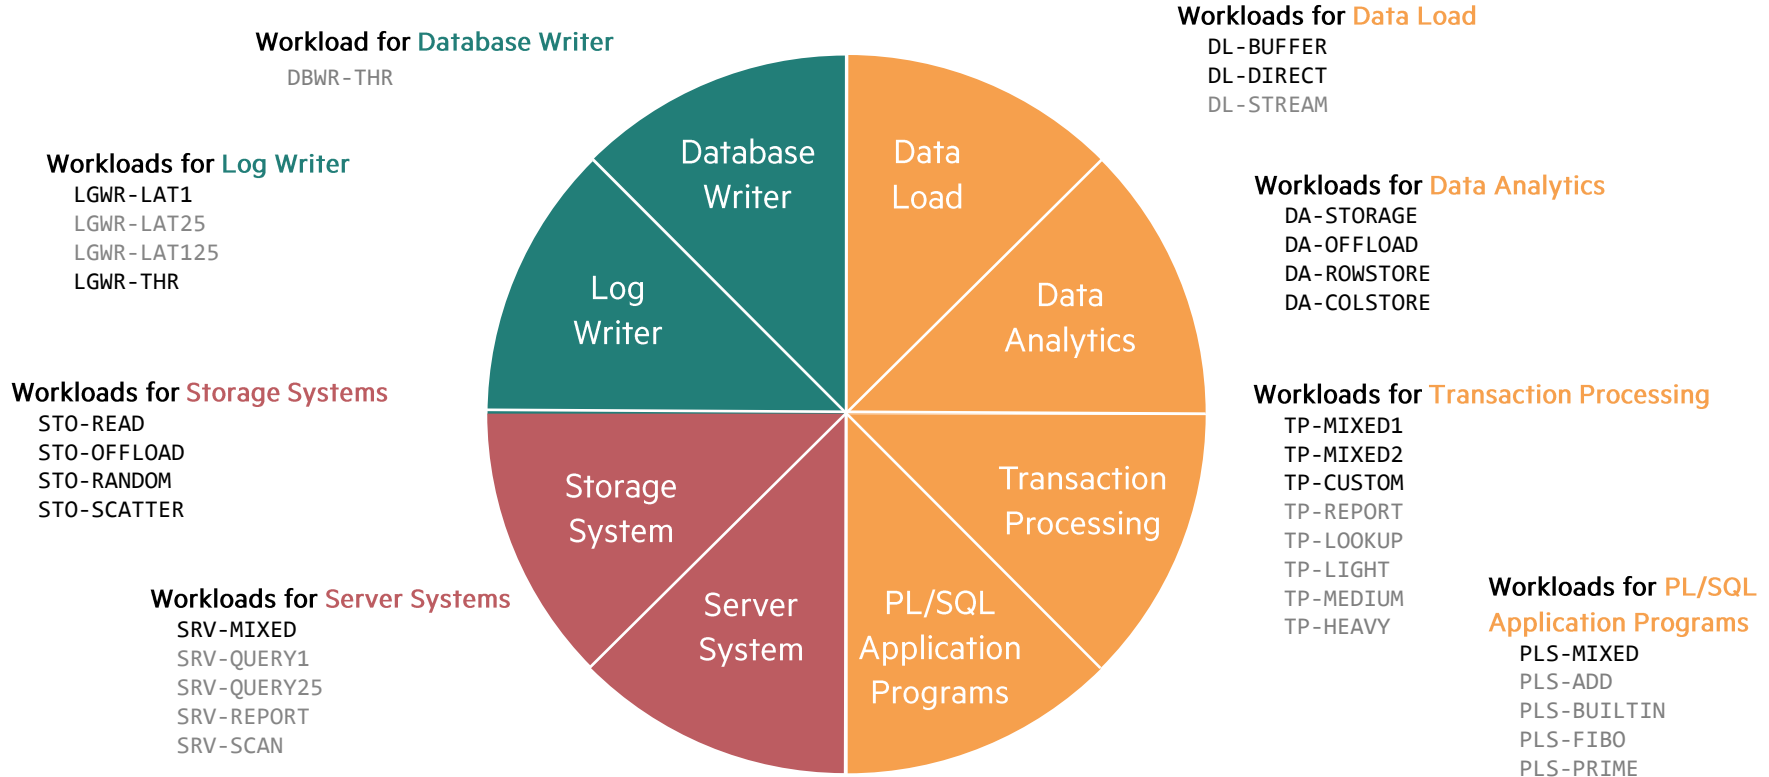 Workload for Database Writer
DBWR-THR
Workloads for Log Writer
LGWR-LAT1
LGWR-LAT25
LGWR-LAT125
LGWR-THR
Workloads for Storage Systems
STO-READ
STO-OFFLOAD
STO-RANDOM
STO-SCATTER
Workloads for Server Systems
SRV-MIXED
SRV-QUERY1
SRV-QUERY25
SRV-REPORT
SRV-SCAN
Database
Writer
Data
Load
Log
Writer
Data
Analytics
Storage
System
Transaction
Processing
Server
System
PL/SQL
Application
Programs
Workloads for Data Load
DL-BUFFER
DL-DIRECT
DL-STREAM
Workloads for Data Analytics
DA-STORAGE
DA-OFFLOAD
DA-ROWSTORE
DA-COLSTORE
Workloads for Transaction Processing
TP-MIXED1
TP-MIXED2
TP-CUSTOM
TP-REPORT
TP-LOOKUP
TP-LIGHT
TP-MEDIUM
TP-HEAVY
Workloads for PL/SQL
Application Programs
PLS-MIXED
PLS-ADD
PLS-BUILTIN
PLS-FIBO
PLS-PRIME